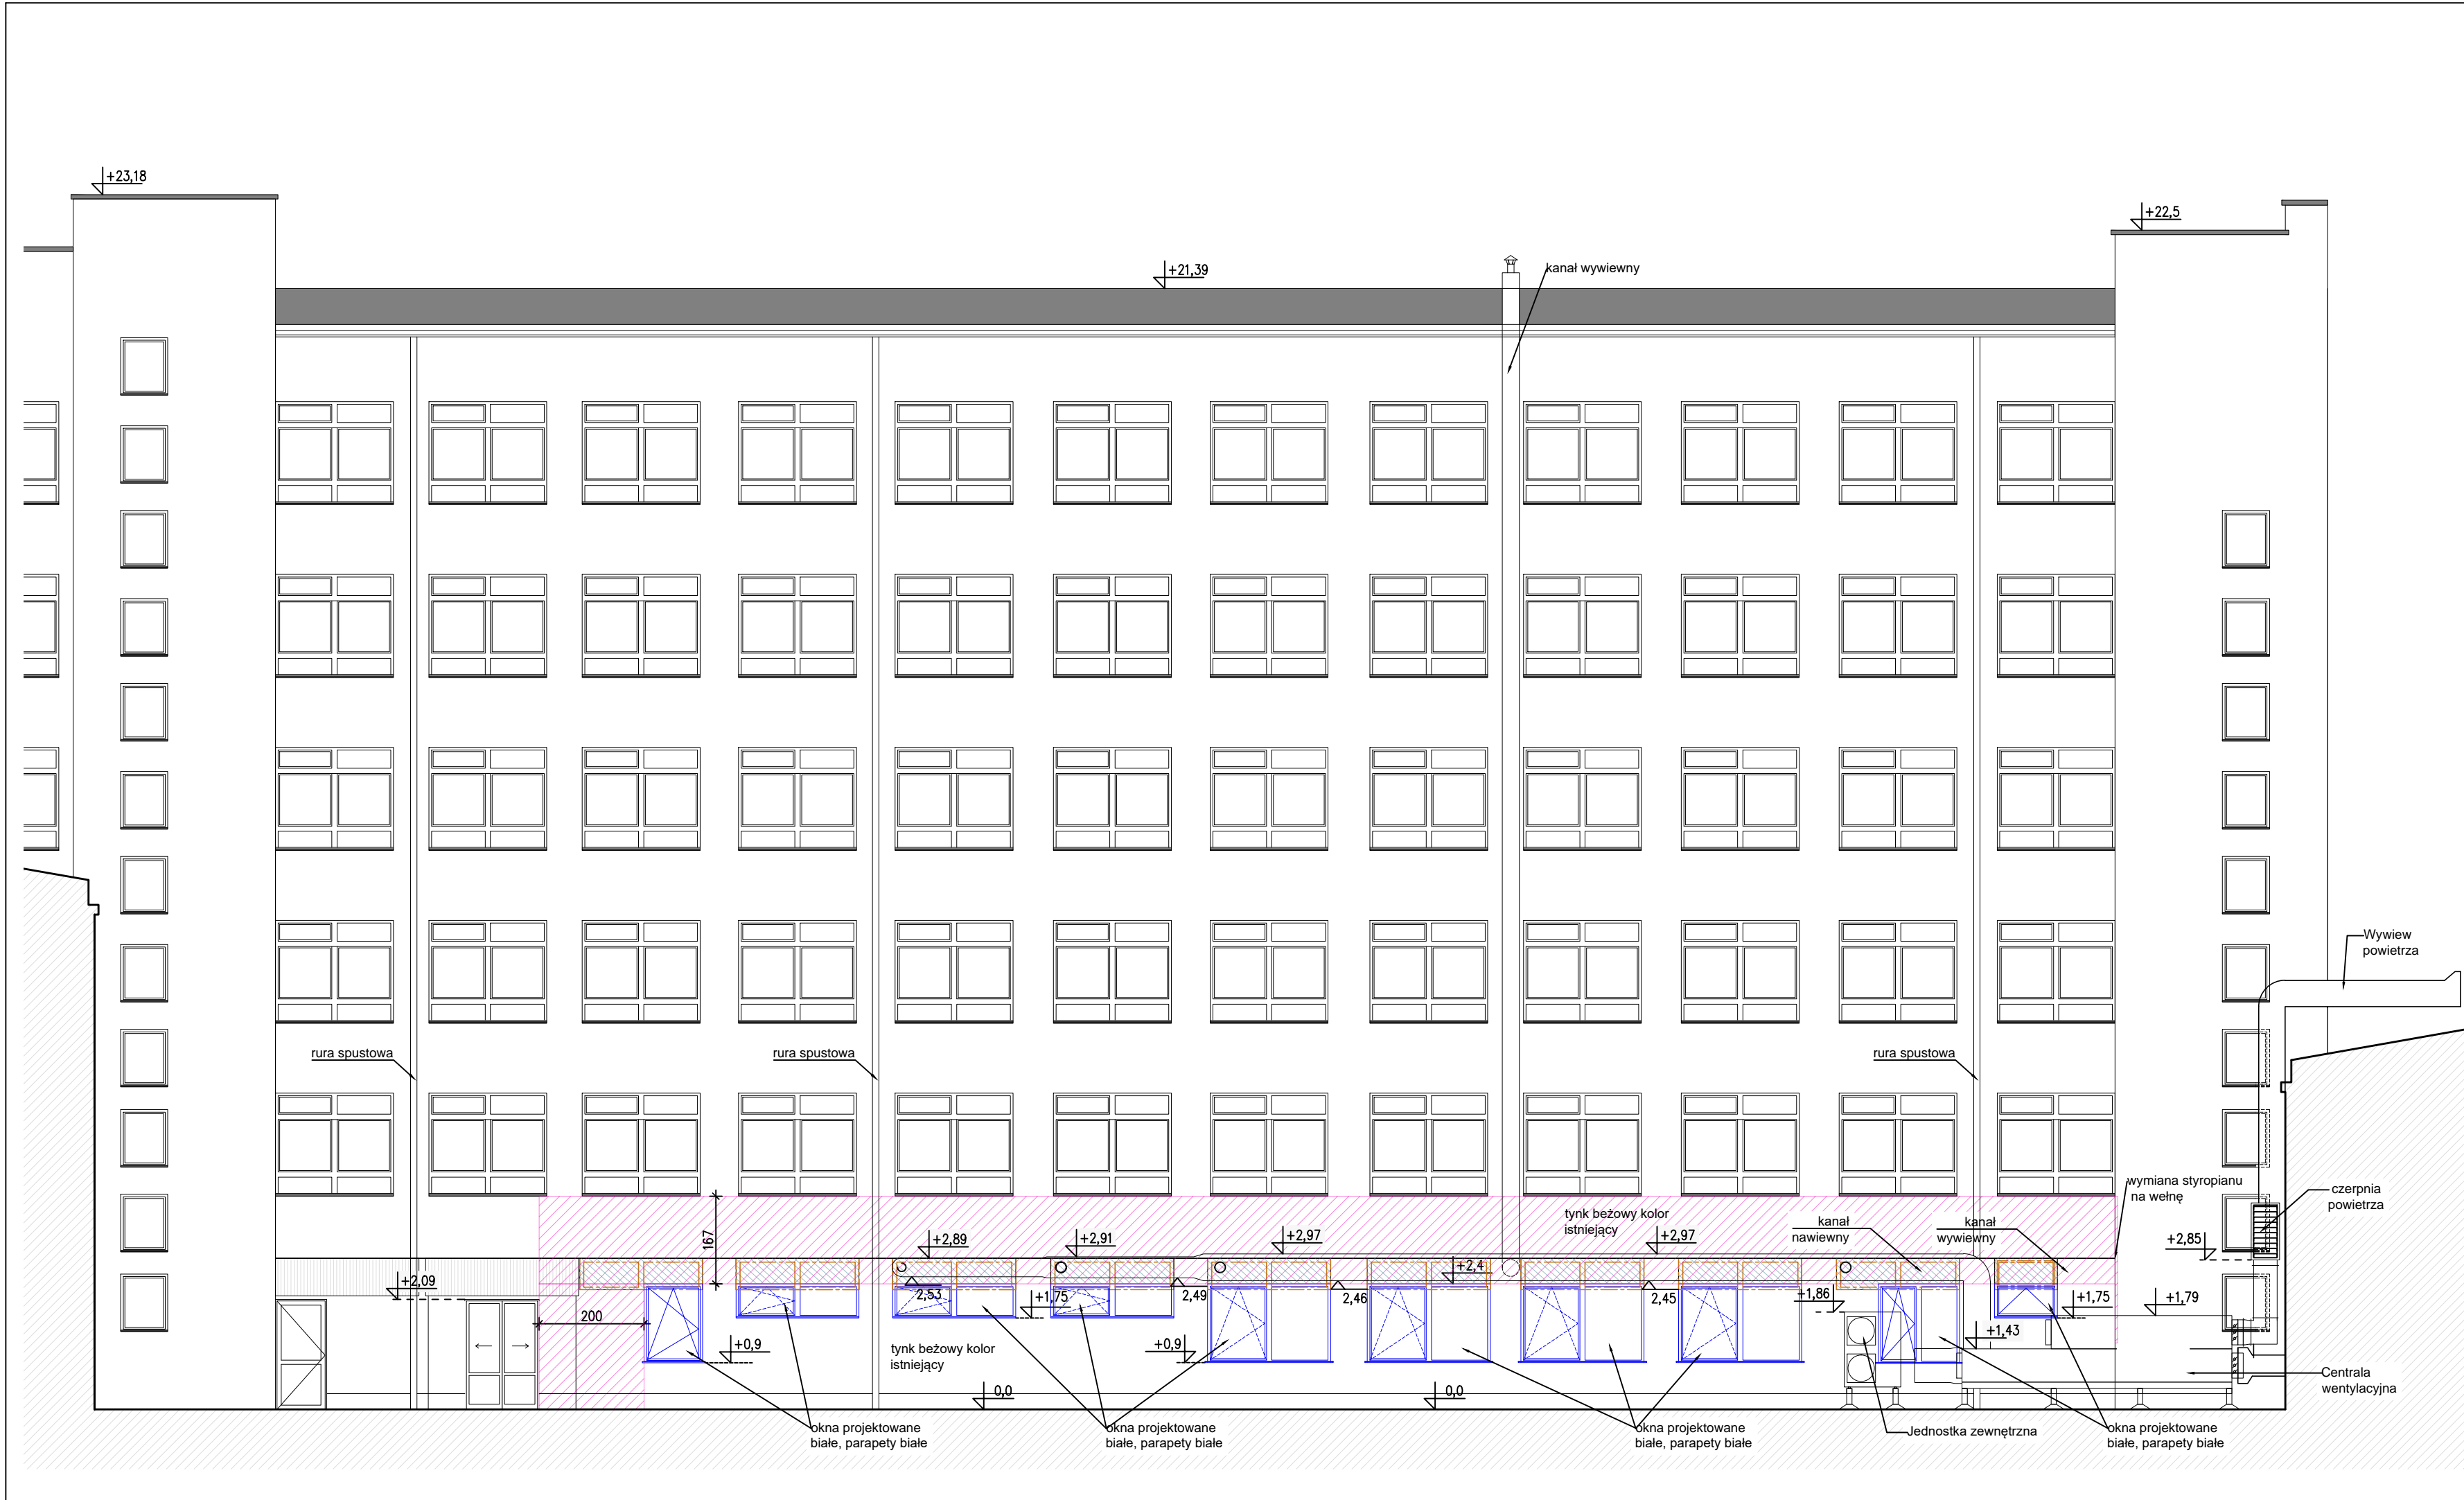 +23,18
+22,5
+21,39
kanał wywiewny
Wywiew
powietrza
rura spustowa
rura spustowa
rura spustowa
wymiana styropianu
na wełnę
czerpnia
powietrza
tynk beżowy kolor
istniejący
kanał
nawiewny
kanał
wywiewny
167
+2,89
+2,91
+2,97
+2,97
+2,85
+2,09
+2,4
2,53
+1,75
2,49
2,46
2,45
+1,86
+1,75
+1,79
200
+0,9
tynk beżowy kolor
istniejący
+0,9
+1,43
Centrala
wentylacyjna
0,0
0,0
okna projektowane
białe, parapety białe
okna projektowane
białe, parapety białe
okna projektowane
białe, parapety białe
Jednostka zewnętrzna
okna projektowane
białe, parapety białe